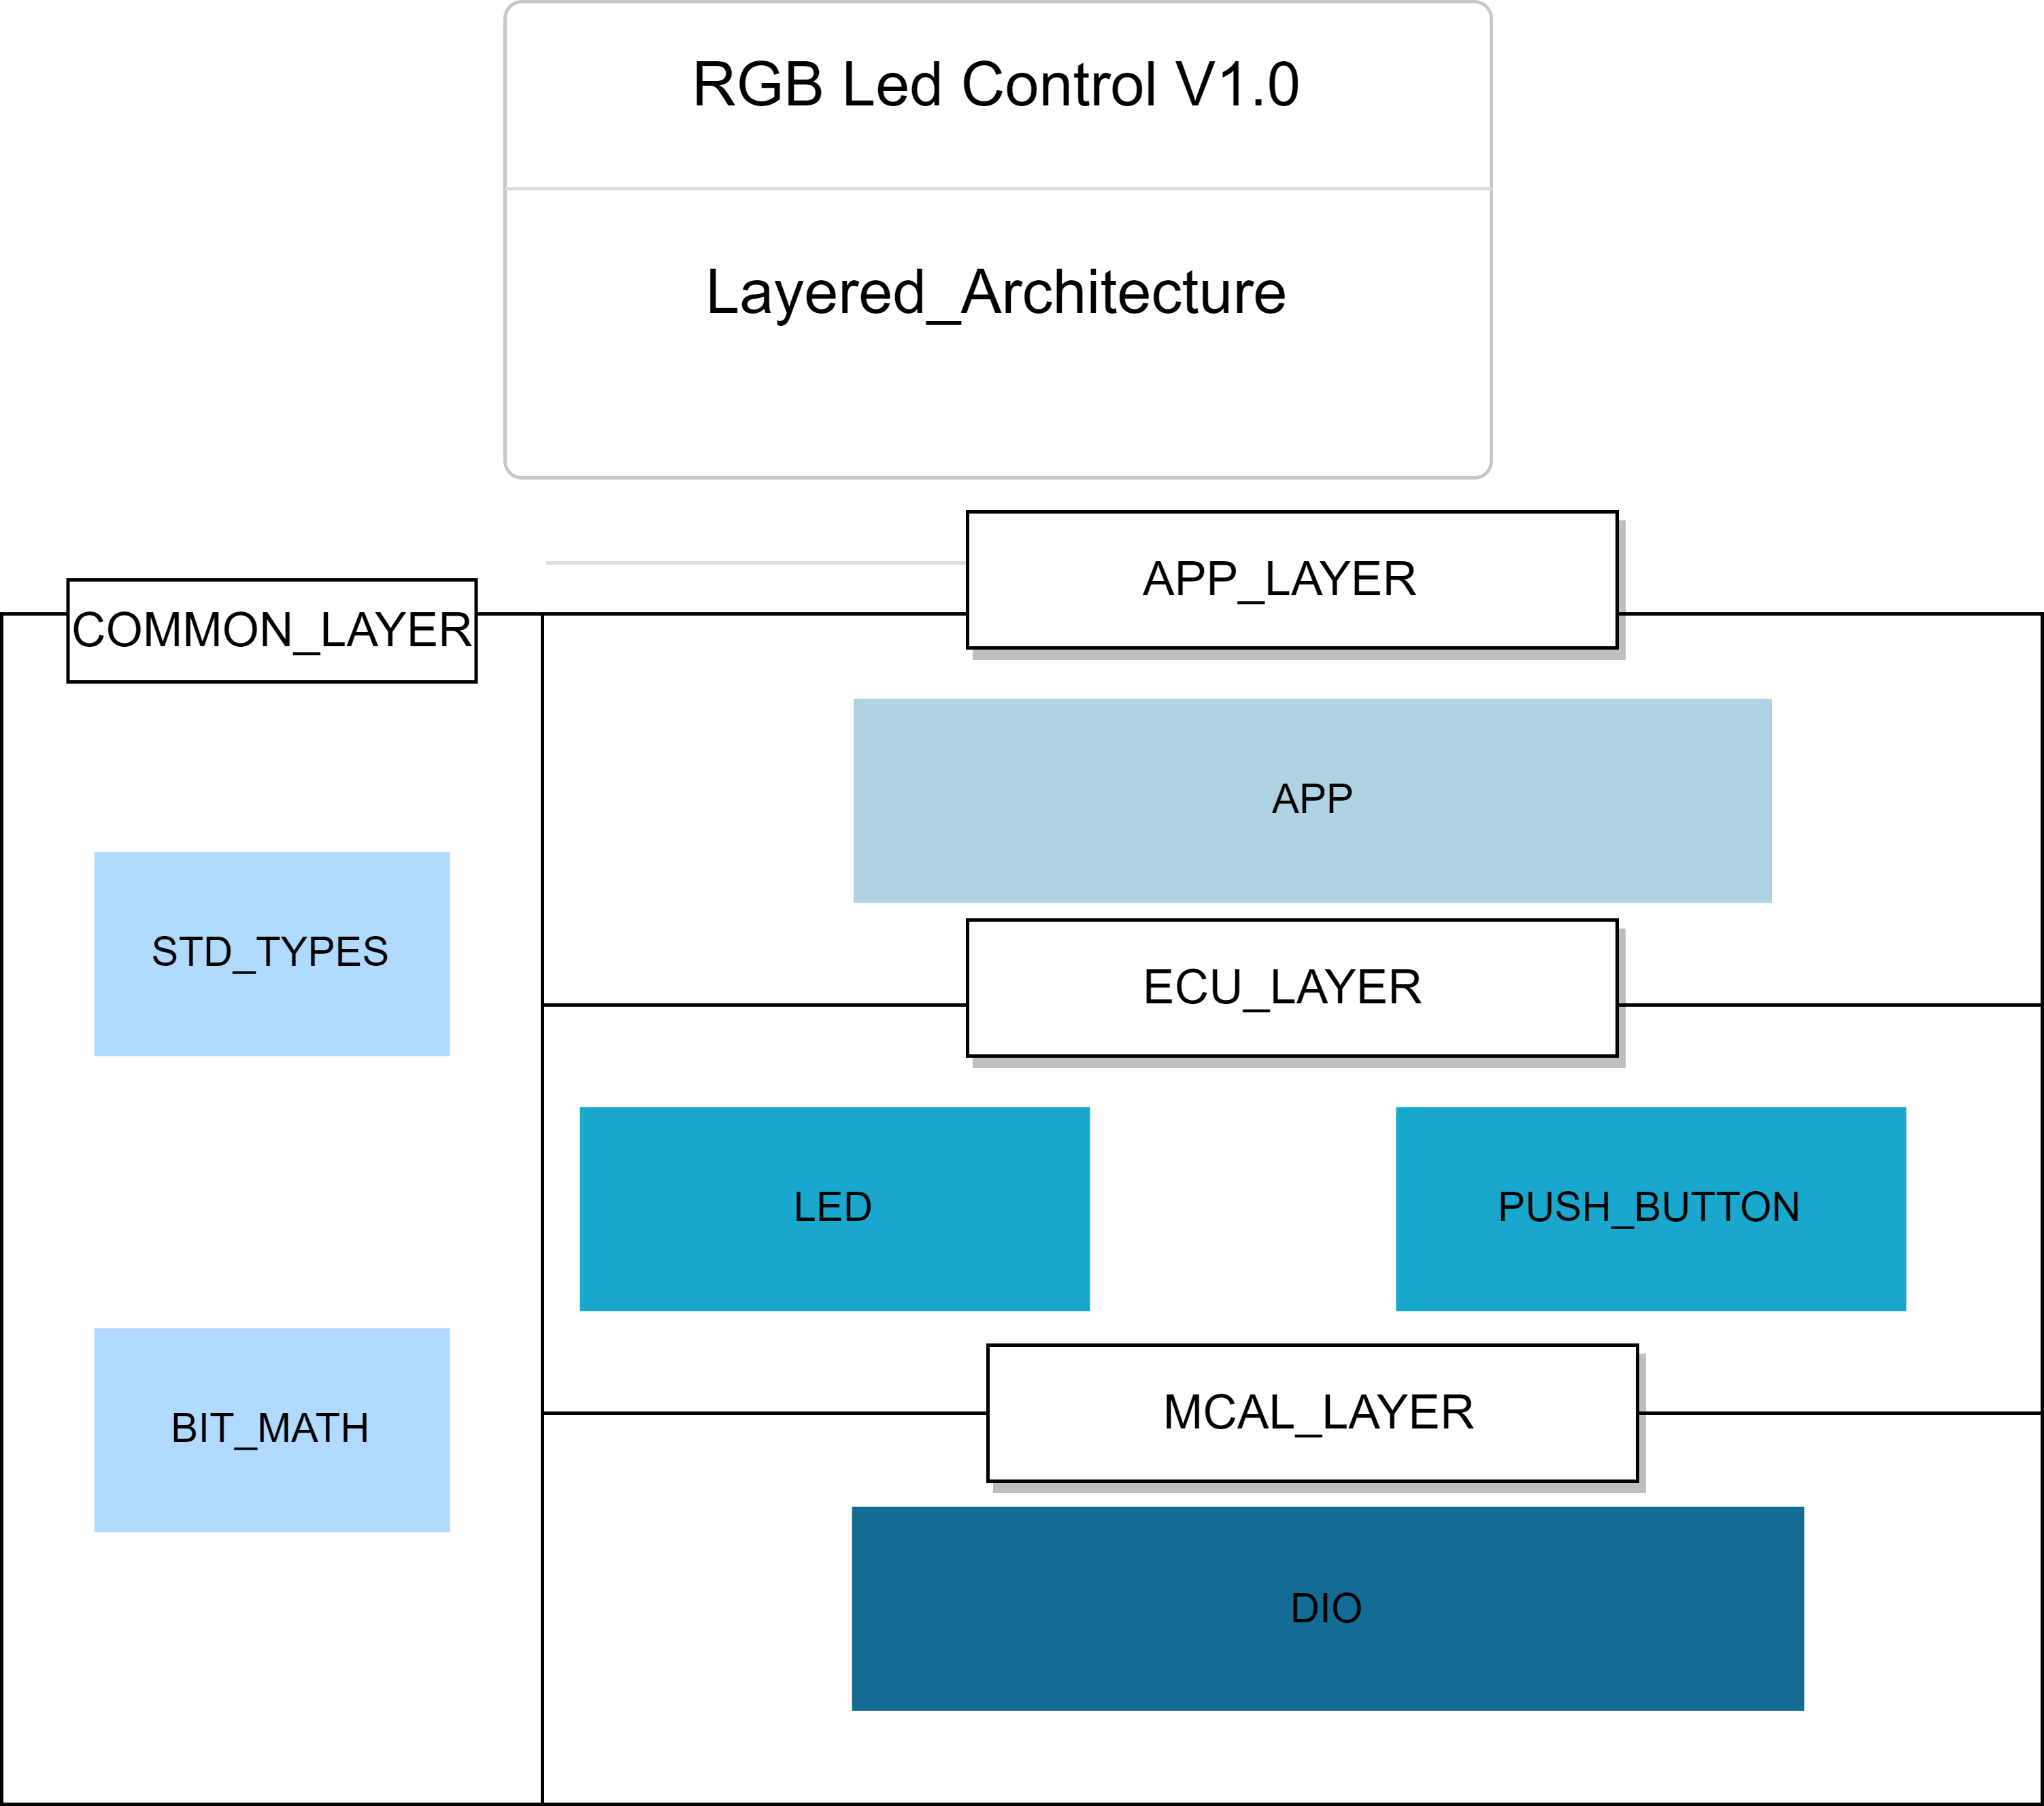 RGB Led Control V1.0
Layered_Architecture
APP_LAYER
COMMON_LAYER
APP
STD_TYPES
ECU_LAYER
LED
PUSH_BUTTON
BIT_MATH
MCAL_LAYER
DIO